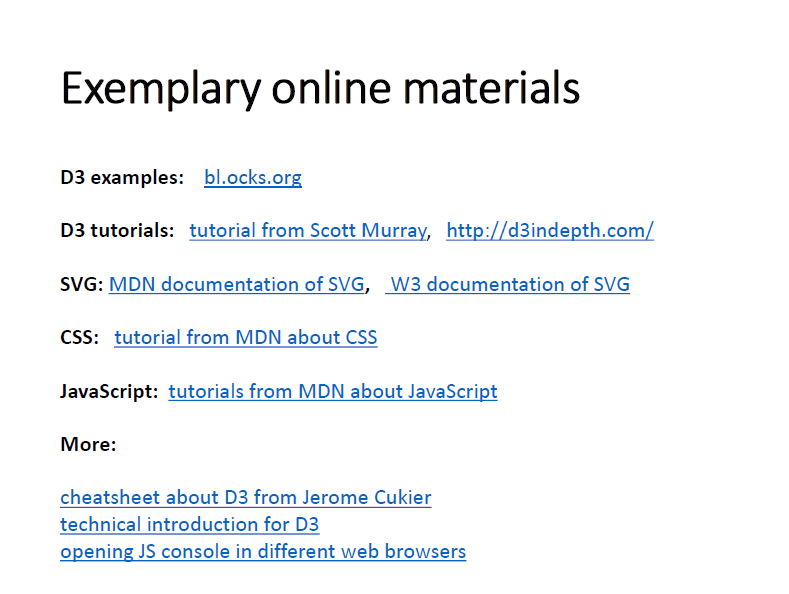 Exemplary online materials
D3 examples: bl.ocks.org
D3 tutorials: tutorial from Scott Murray, http://d3indepth.com/
SVG: MDN documentation of SVG, W3 documentation of SVG
CSS: tutorial from MDN about CSS
JavaScript: tutorials from MDN about JavaScript
More:
cheatsheet about D3 from Jerome Cukier
technical introduction for D3
opening JS console in different web browsers